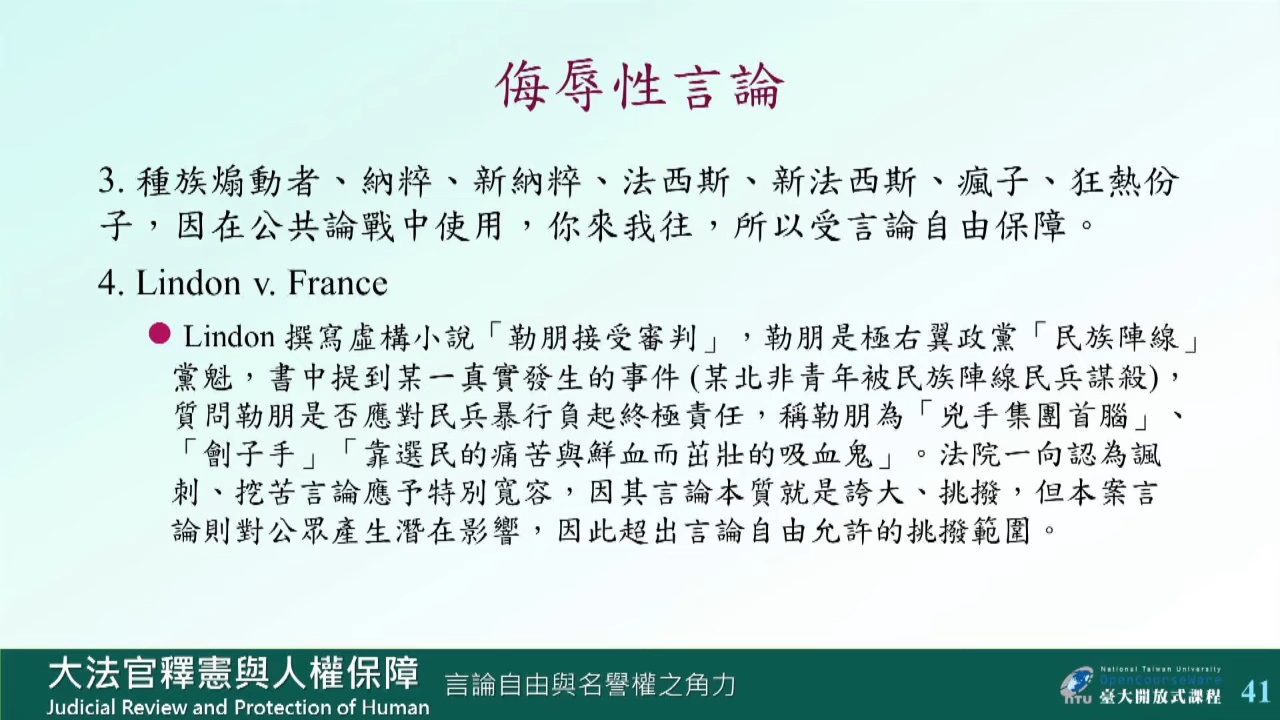 侮辱性言論
3. 種族煽動者、納粹、新納粹、法西斯、新法西斯、瘋子、狂熱份
子，因在公共論戰中使用，你來我往，所以受言論自由保障。
4. Lindon v. France
● Lindon 撰寫虛構小說「勒朋接受審判」，勒朋是極右翼政黨「民族陣線」
黨魁，書中提到某一真實發生的事件 (某北非青年被民族陣線民兵謀殺)，
質問勒朋是否應對民兵暴行負起終極責任，稱勒朋為「兇手集團首腦」、
「劊子手」「靠選民的痛苦與鮮血而茁壯的吸血鬼」。法院一向認為諷
刺、挖苦言論應予特別寬容，因其言論本質就是誇大、挑撥，但本案言
論則對公眾產生潛在影響，因此超出言論自由允許的挑撥範圍。
大法官釋憲與人權保障
Judicial Review and Protection of Human
言論自由與名譽權之角力
National Taiwan University
OpenCourseWare
NTU 臺大開放式課程
41